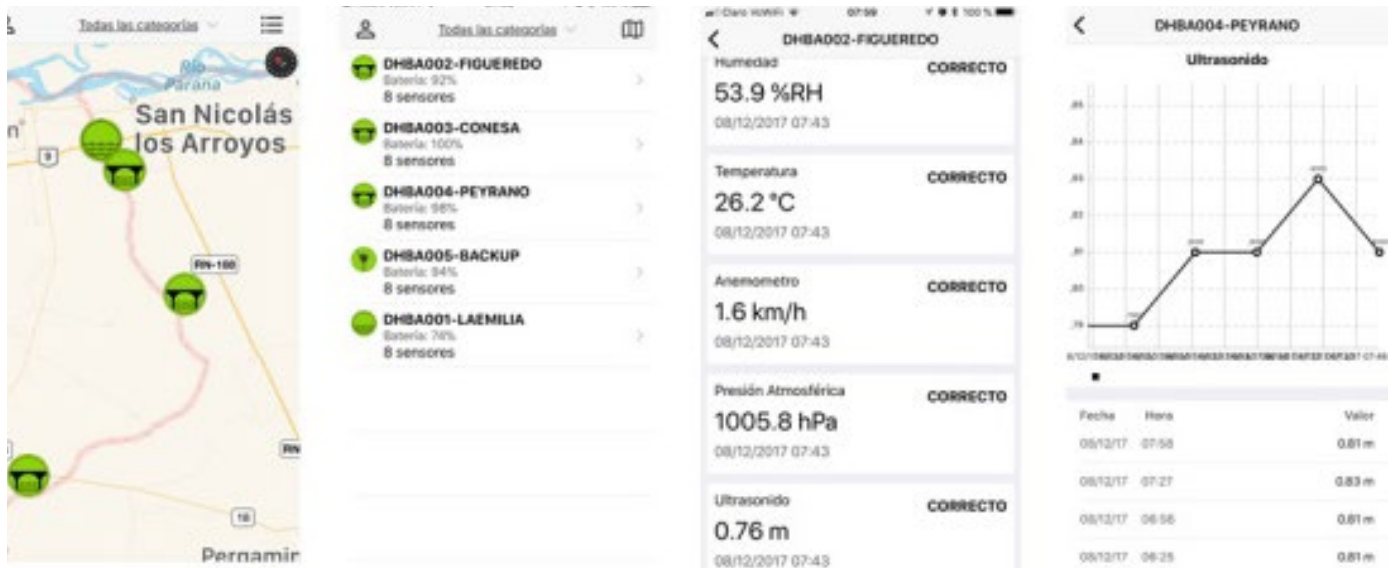 Todas las categorías
Río
Paraná
San Nicolás
los Arroyos
9
RN-188
18
Pergamin
Todas las categorías
DHBA002-FIGUEREDO
Batería: 92%
8 sensores
DHBA003-CONESA
Batería: 100%
8 sensores
DHBA004-PEYRANO
Batería: 98%
8 sensores
DHBA005-BACKUP
Batería: 94%
8 sensores
DHBA001-LAEMILIA
Batería: 74%
8 sensores
07:59
100 %
DHBA002-FIGUEREDO
Humedad
CORRECTO
53.9 %RH
08/12/2017 07:43
Temperatura
CORRECTO
26.2 °C
08/12/2017 07:43
Anemometro
CORRECTO
1.6 km/h
08/12/2017 07:43
Presión Atmosférica
CORRECTO
1005.8 hPa
08/12/2017 07:43
Ultrasonido
CORRECTO
0.76 m
08/12/2017 07:43
DHBA004-PEYRANO
Ultrasonido
Fecha Hora Valor
08/12/17 07:58 0.81 m
08/12/17 07:27 0.83 m
08/12/17 06:56 0.81 m
08/12/17 06:25 0.81 m